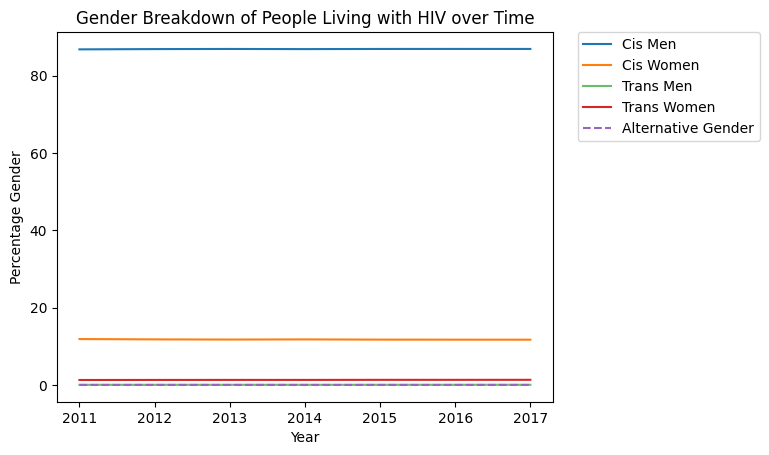 Gender Breakdown of People Living with HIV over Time
Cis Men
Cis Women
Trans Men
Trans Women
Alternative Gender
Percentage Gender
80
60
40
20
0
2011 2012 2013 2014 2015 2016 2017
Year